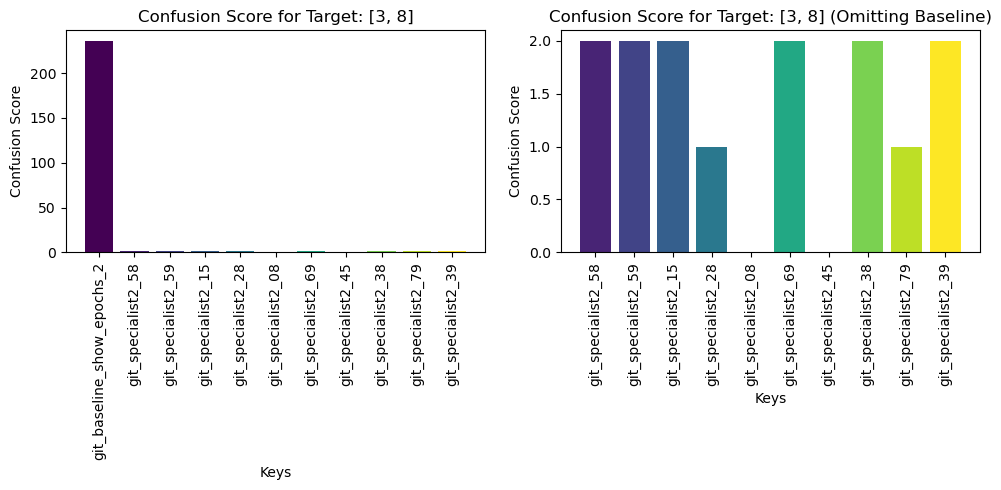 Confusion Score for Target: [3, 8]
Confusion Score
200
150
100
50
0
git_baseline_show_epochs_2
git_specialist2_58
git_specialist2_59
git_specialist2_15
git_specialist2_28
git_specialist2_08
git_specialist2_69
git_specialist2_45
git_specialist2_38
git_specialist2_79
git_specialist2_39
Keys
Confusion Score for Target: [3, 8] (Omitting Baseline)
Confusion Score
2.0
1.5
1.0
0.5
0.0
git_specialist2_58
git_specialist2_59
git_specialist2_15
git_specialist2_28
git_specialist2_08
git_specialist2_69
git_specialist2_45
git_specialist2_38
git_specialist2_79
git_specialist2_39
Keys